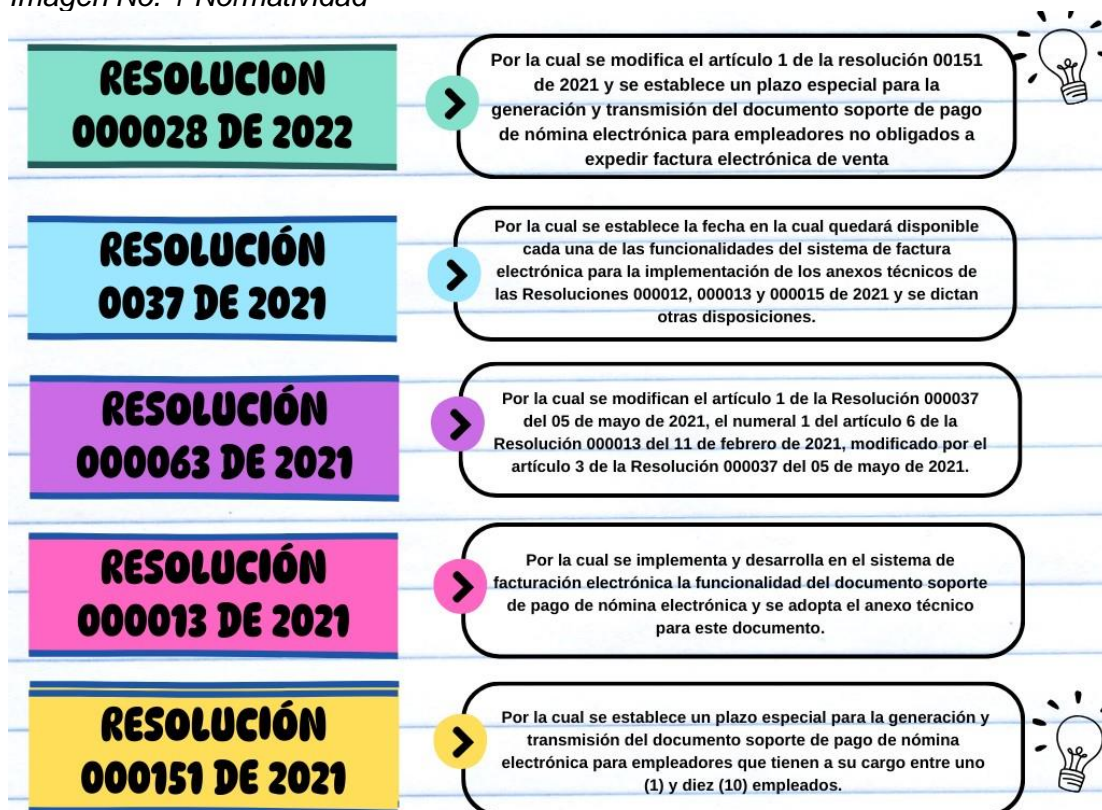 Imagen No. 1 Normatividad
RESOLUCION
000028 DE 2022
Por la cual se modifica el artículo 1 de la resolución 00151
de 2021 y se establece un plazo especial para la
generación y transmisión del documento soporte de pago
de nómina electrónica para empleadores no obligados a
expedir factura electrónica de venta
RESOLUCIÓN
0037 DE 2021
Por la cual se establece la fecha en la cual quedará disponible
cada una de las funcionalidades del sistema de factura
electrónica para la implementación de los anexos técnicos de
las Resoluciones 000012, 000013 y 000015 de 2021 y se dictan
otras disposiciones.
RESOLUCIÓN
000063 DE 2021
Por la cual se modifican el artículo 1 de la Resolución 000037
del 05 de mayo de 2021, el numeral 1 del artículo 6 de la
Resolución 000013 del 11 de febrero de 2021, modificado por el
artículo 3 de la Resolución 000037 del 05 de mayo de 2021.
RESOLUCIÓN
000013 DE 2021
Por la cual se implementa y desarrolla en el sistema de
facturación electrónica la funcionalidad del documento soporte
de pago de nómina electrónica y se adopta el anexo técnico
para este documento.
RESOLUCIÓN
000151 DE 2021
Por la cual se establece un plazo especial para la generación y
transmisión del documento soporte de pago de nómina
electrónica para empleadores que tienen a su cargo entre uno
(1) y diez (10) empleados.